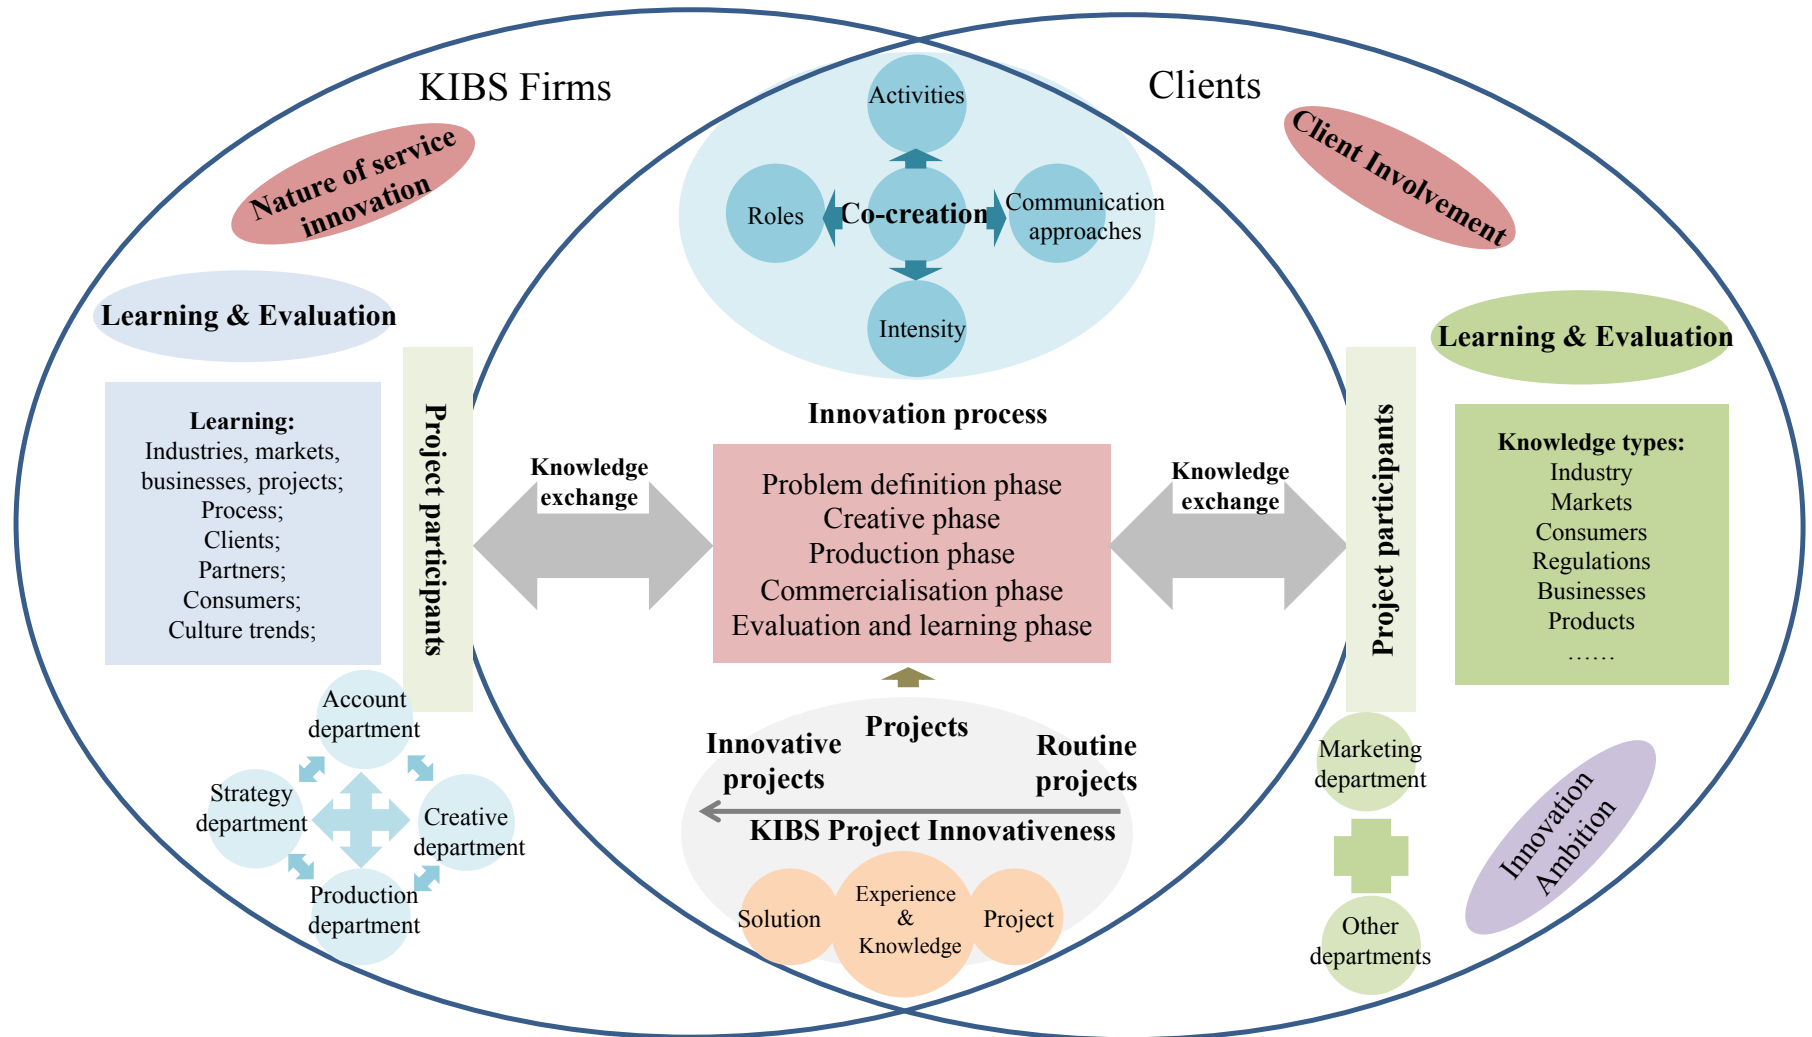 KIBS Firms
Clients
Nature of service
innovation
Client Involvement
Activities
Roles
Co-creation
Communication
approaches
Intensity
Learning & Evaluation
Learning & Evaluation
Learning:
Industries, markets,
businesses, projects;
Process;
Clients;
Partners;
Consumers;
Culture trends;
Project participants
Knowledge
exchange
Innovation process
Problem definition phase
Creative phase
Production phase
Commercialisation phase
Evaluation and learning phase
Knowledge
exchange
Project participants
Knowledge types:
Industry
Markets
Consumers
Regulations
Businesses
Products
……
Account
department
Strategy
department
Creative
department
Production
department
Projects
Innovative
projects
Routine
projects
KIBS Project Innovativeness
Solution
Experience
&
Knowledge
Project
Marketing
department
Other
departments
Innovation
Ambition